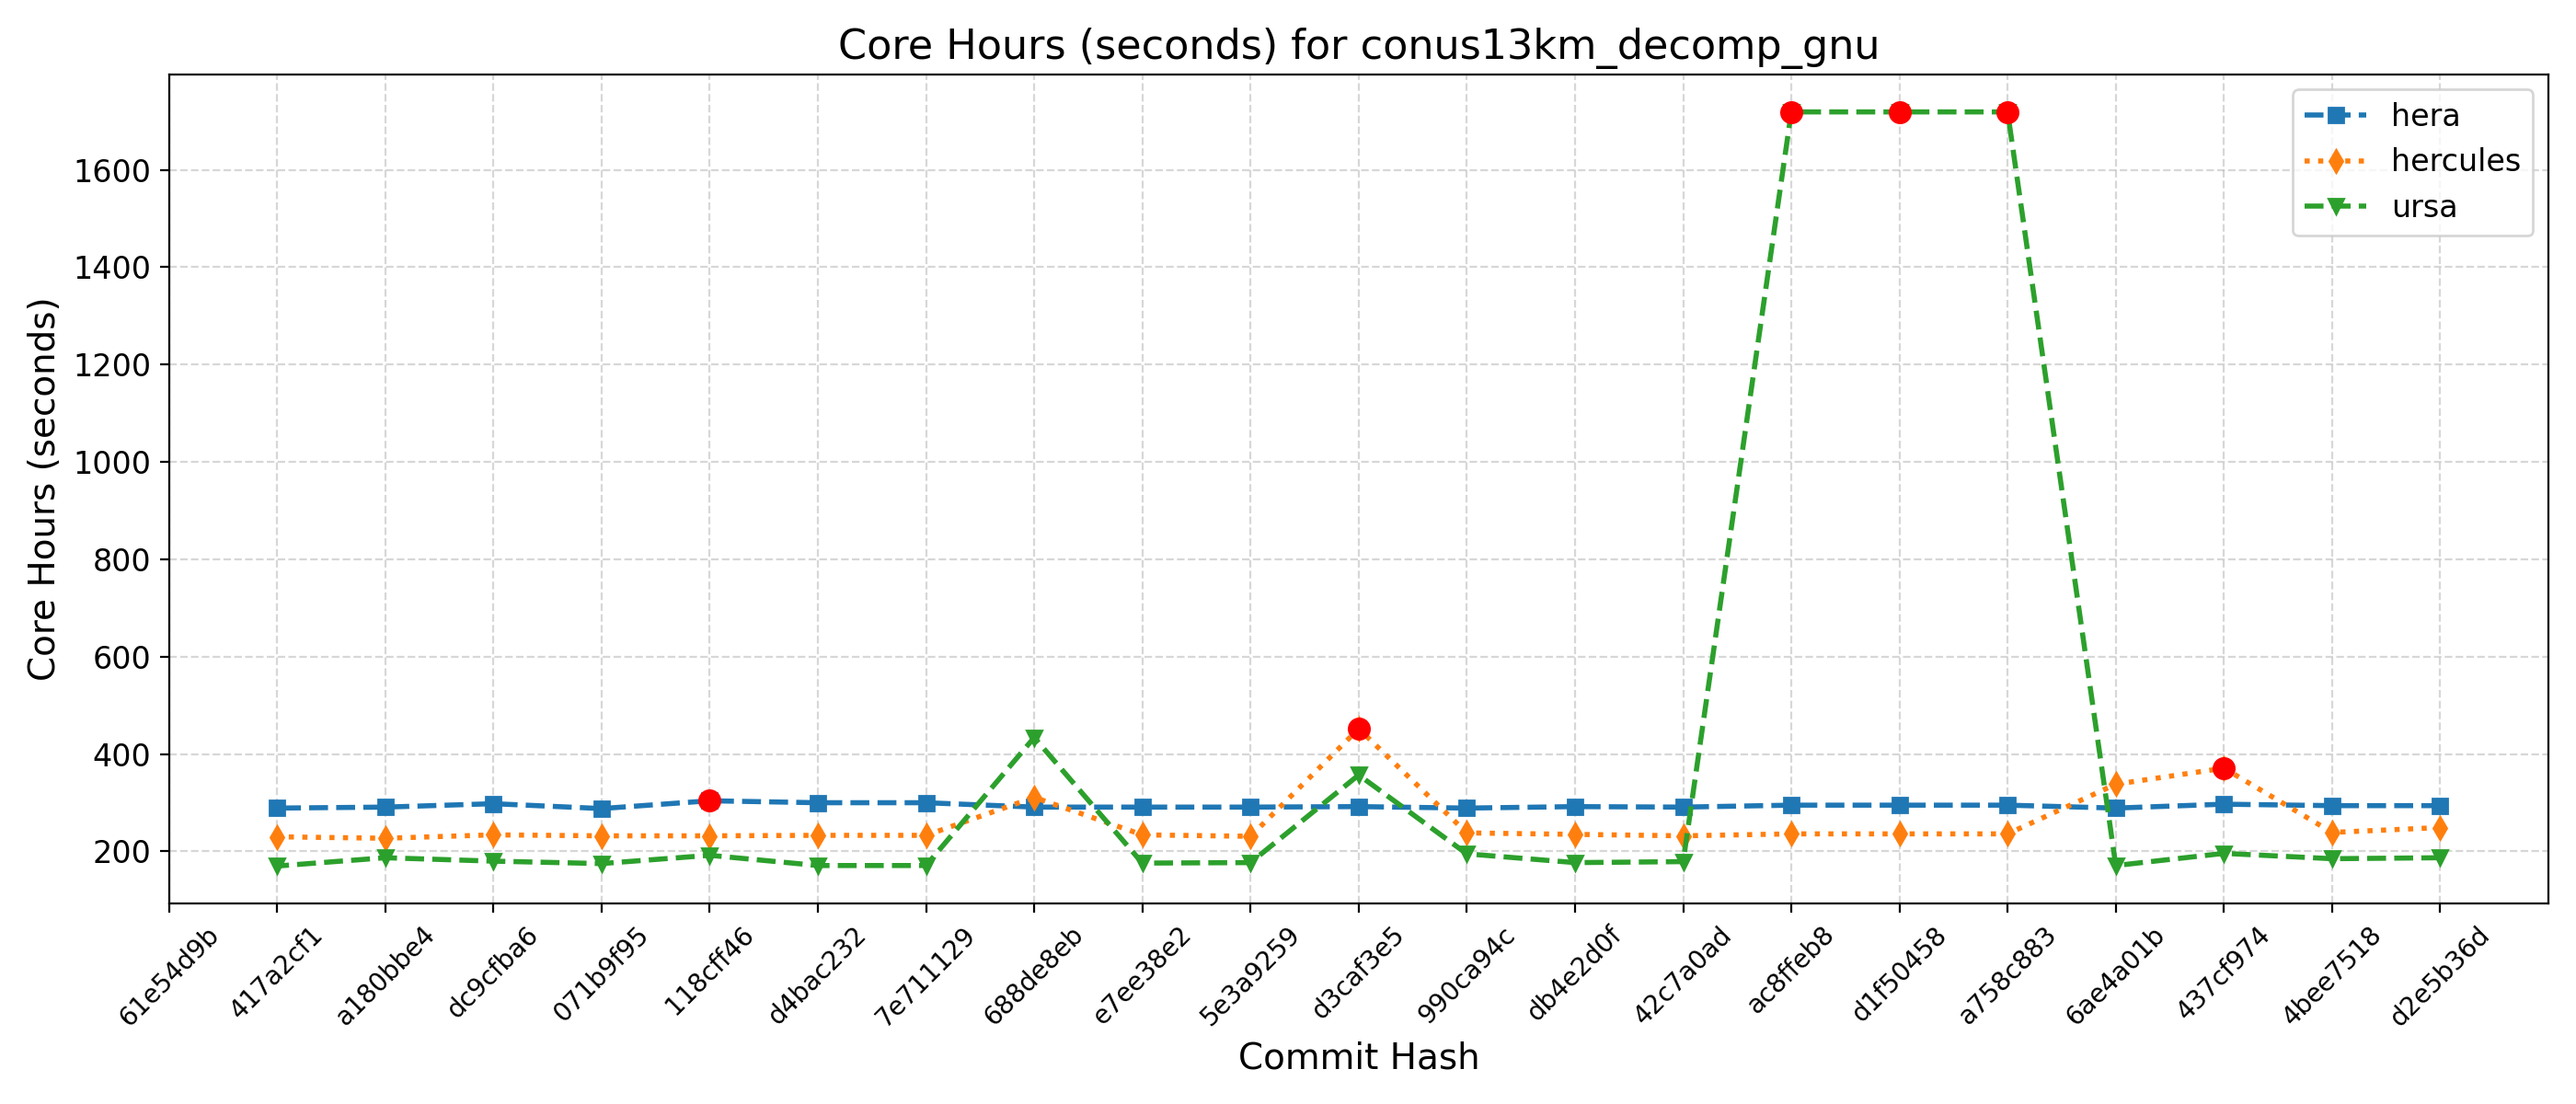 Core Hours (seconds) for conus13km_decomp_gnu
hera
hercules
ursa
Core Hours (seconds)
1600
1400
1200
1000
800
600
400
200
61e54d9b
417a2cf1
a180bbe4
dc9cfba6
071b9f95
118cff46
d4bac232
7e711129
688de8eb
e7ee38e2
5e3a9259
d3caf3e5
990ca94c
db4e2d0f
42c7a0ad
ac8ffeb8
d1f50458
a758c883
6ae4a01b
437cf974
4bee7518
d2e5b36d
Commit Hash